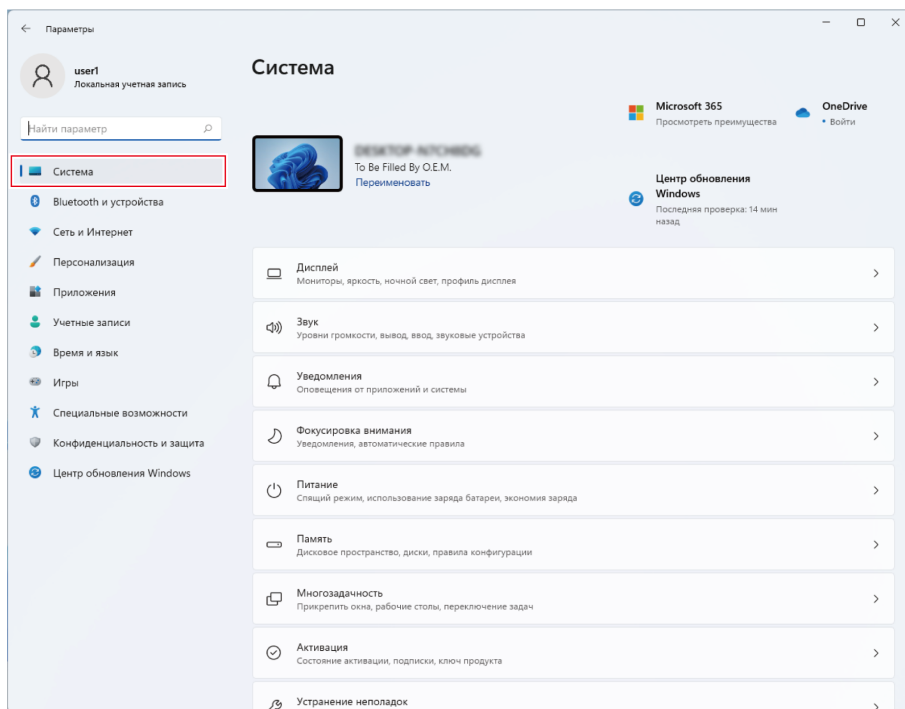 Параметры
user1
Локальная учетная запись
Найти параметр
Система
Bluetooth и устройства
Сеть и Интернет
Персонализация
Приложения
Учетные записи
Время и язык
Игры
Специальные возможности
Конфиденциальность и защита
Центр обновления Windows
Система
To Be Filled By O.E.M.
Переименовать
Microsoft 365
Просмотреть преимущества
OneDrive
• Войти
Центр обновления
Windows
Последняя проверка: 14 мин
назад
Дисплей
Мониторы, яркость, ночной свет, профиль дисплея
Звук
Уровни громкости, вывод, ввод, звуковые устройства
Уведомления
Оповещения от приложений и системы
Фокусировка внимания
Уведомления, автоматические правила
Питание
Спящий режим, использование заряда батареи, экономия заряда
Память
Дисковое пространство, диски, правила конфигурации
Многозадачность
Прикрепить окна, рабочие столы, переключение задач
Активация
Состояние активации, подписки, ключ продукта
Устранение неполадок